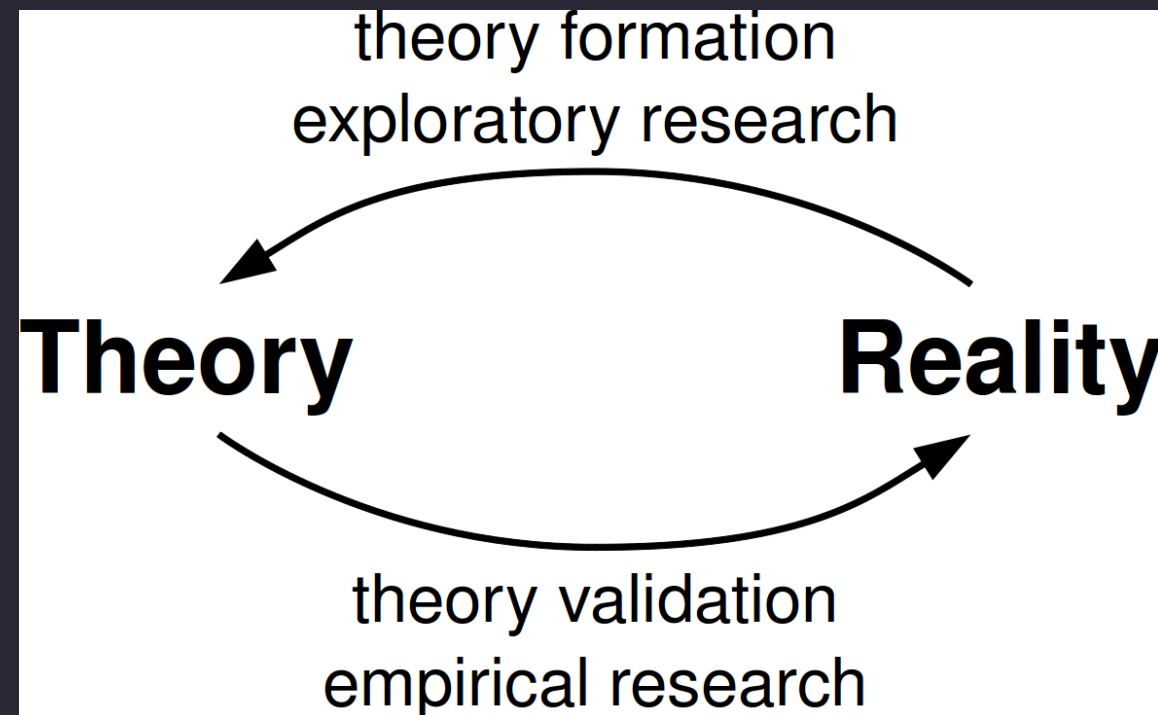 theory formation
exploratory research
Theory
Reality
theory validation
empirical research